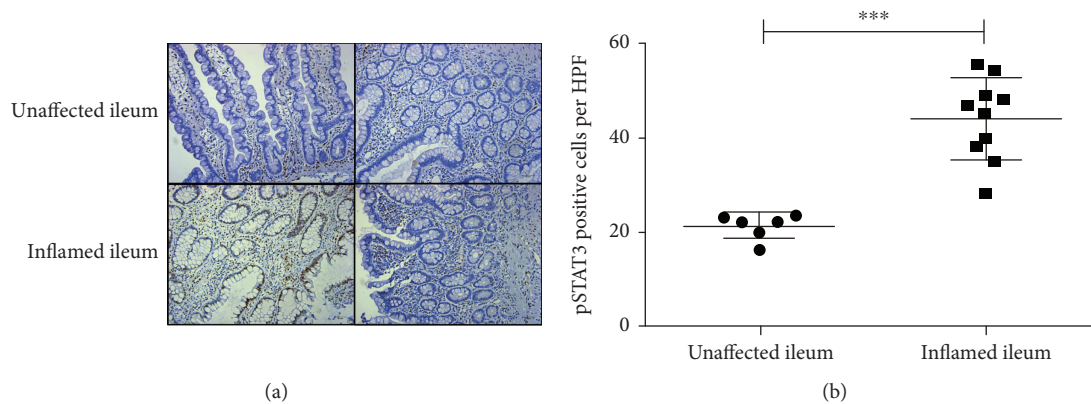 Unaffected ileum
Inflamed ileum
(a)
***
pSTAT3 positive cells per HPF
60
40
20
0
Unaffected ileum
Inflamed ileum
(b)